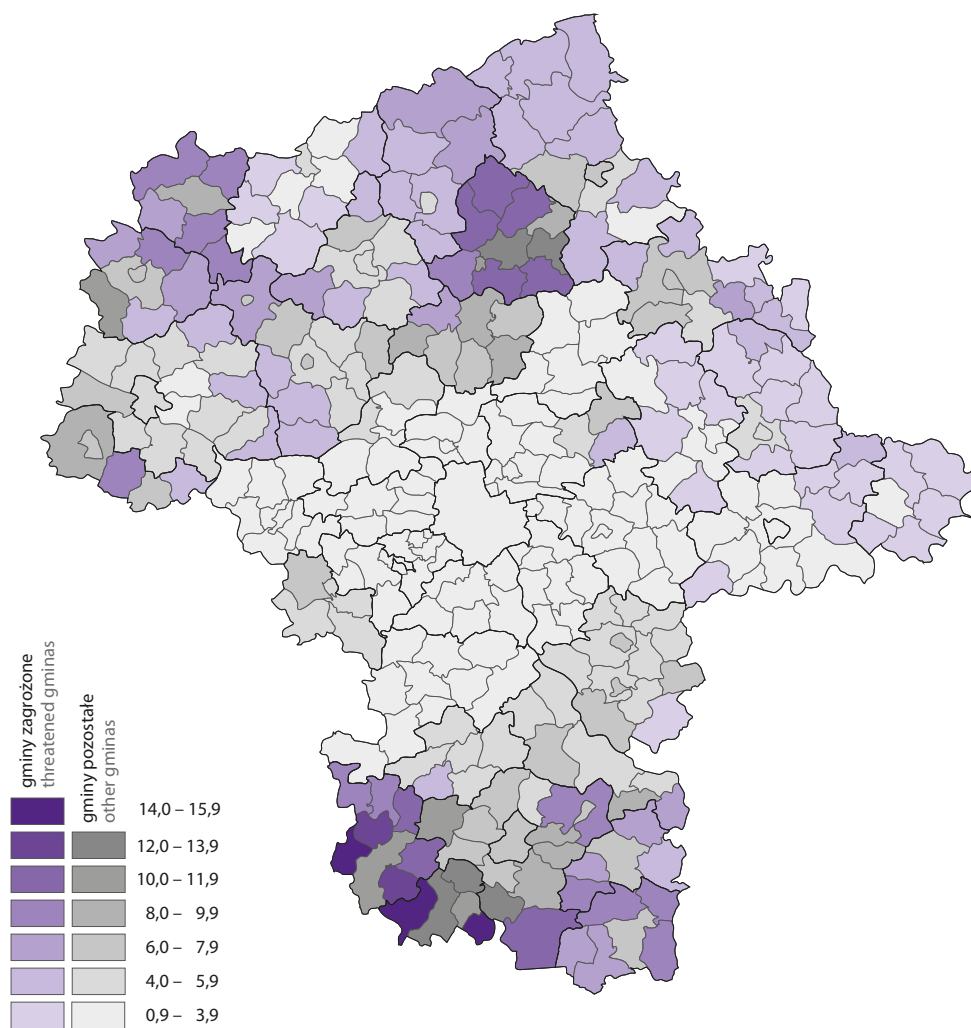 gminy zagrożone
threatened gminas
gminy pozostałe
other gminas
14,0 – 15,9
12,0 – 13,9
10,0 – 11,9
8,0 – 9,9
6,0 – 7,9
4,0 – 5,9
0,9 – 3,9